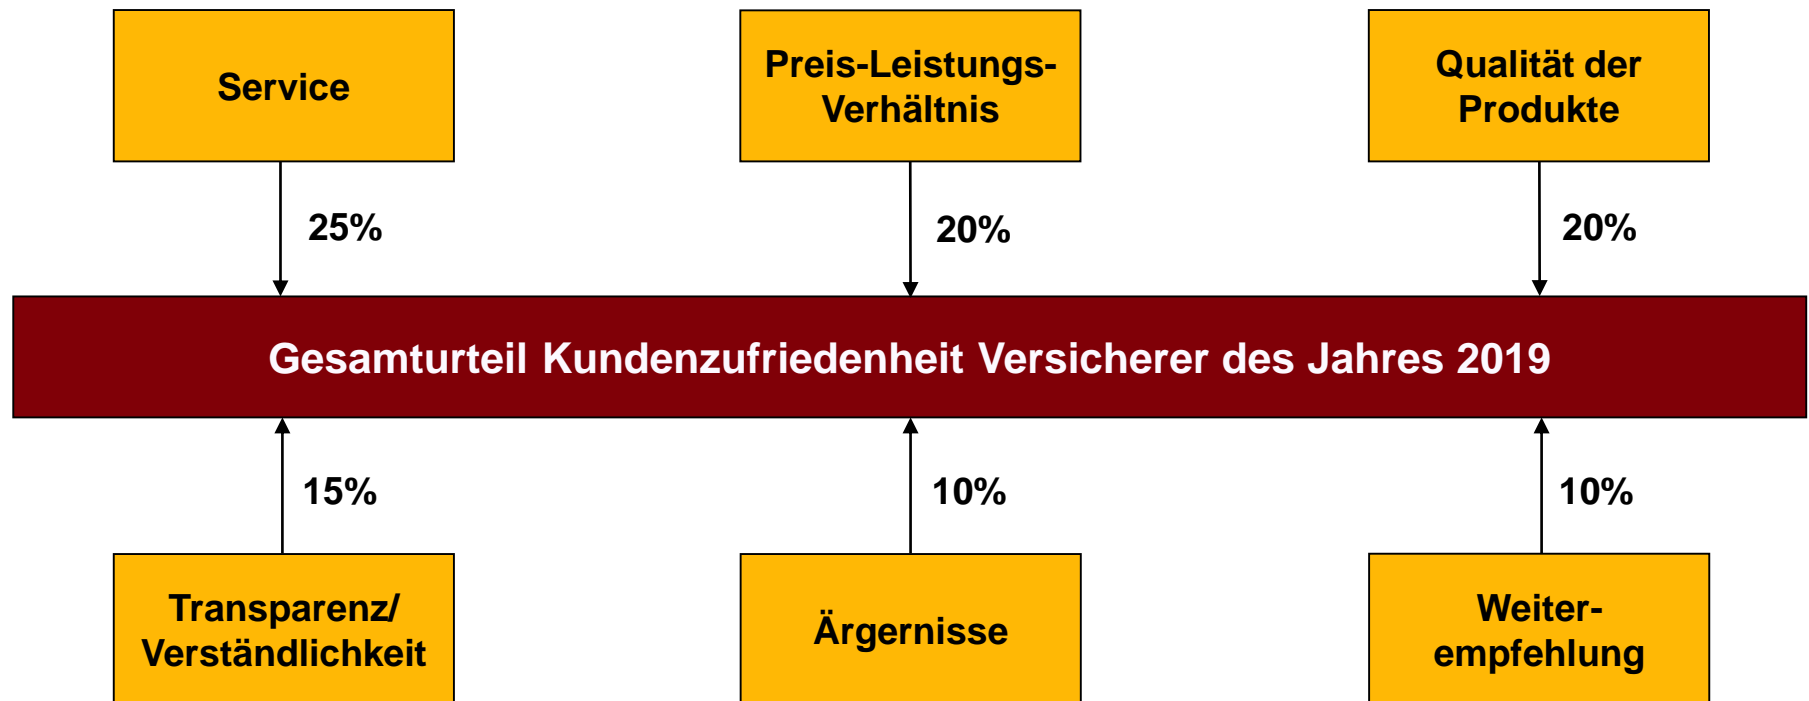 Service
Preis-Leistungs-
Verhältnis
Qualität der
Produkte
25%
20%
20%
Gesamturteil Kundenzufriedenheit Versicherer des Jahres 2019
15%
10%
10%
Transparenz/
Verständlichkeit
Ärgernisse
Weiter-
empfehlung